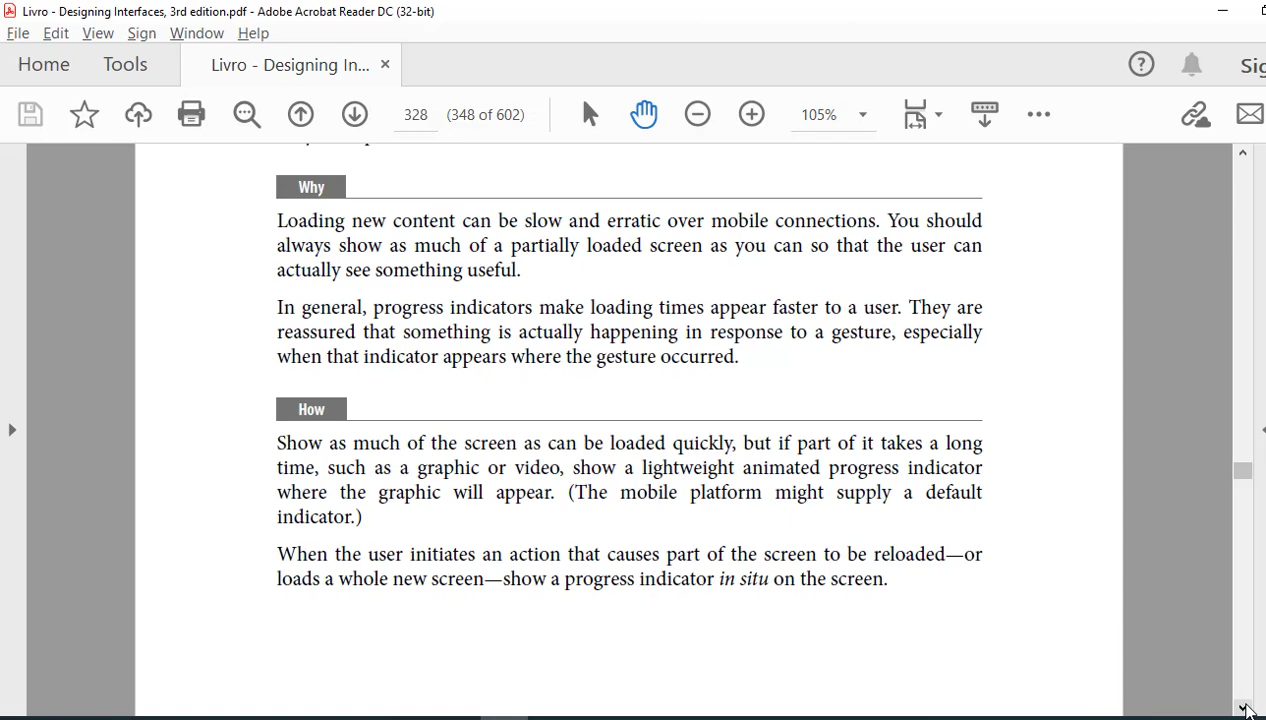 Livro - Designing Interfaces, 3rd edition.pdf - Adobe Acrobat Reader DC (32-bit)
File Edit View Sign Window Help
Home Tools Livro - Designing In... ×
328 (348 of 602) 105%
Why
Loading new content can be slow and erratic over mobile connections. You should
always show as much of a partially loaded screen as you can so that the user can
actually see something useful.
In general, progress indicators make loading times appear faster to a user. They are
reassured that something is actually happening in response to a gesture, especially
when that indicator appears where the gesture occurred.
How
Show as much of the screen as can be loaded quickly, but if part of it takes a long
time, such as a graphic or video, show a lightweight animated progress indicator
where the graphic will appear. (The mobile platform might supply a default
indicator.)
When the user initiates an action that causes part of the screen to be reloaded—or
loads a whole new screen—show a progress indicator in situ on the screen.